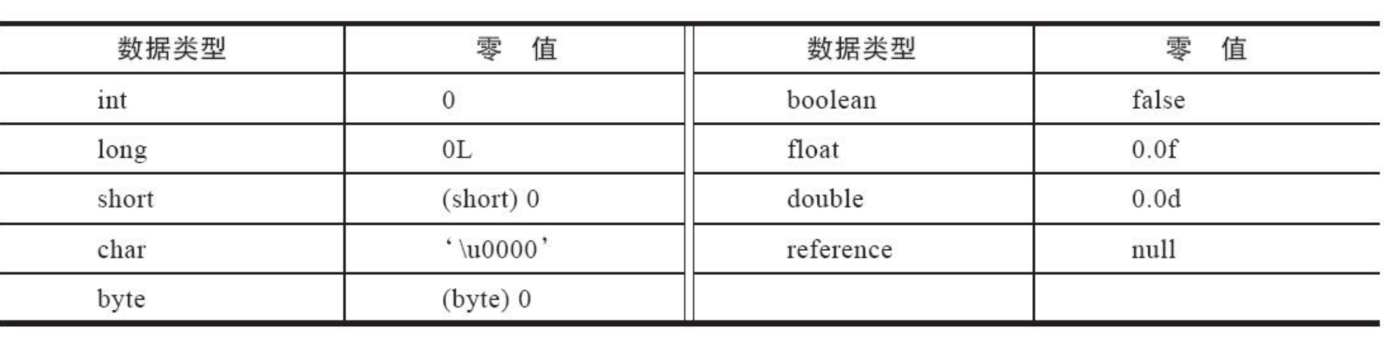 数据类型 零 值 数据类型 零 值
int 0 boolean false
long 0L float 0.0f
short (short) 0 double 0.0d
char ‘\u0000’ reference null
byte (byte) 0